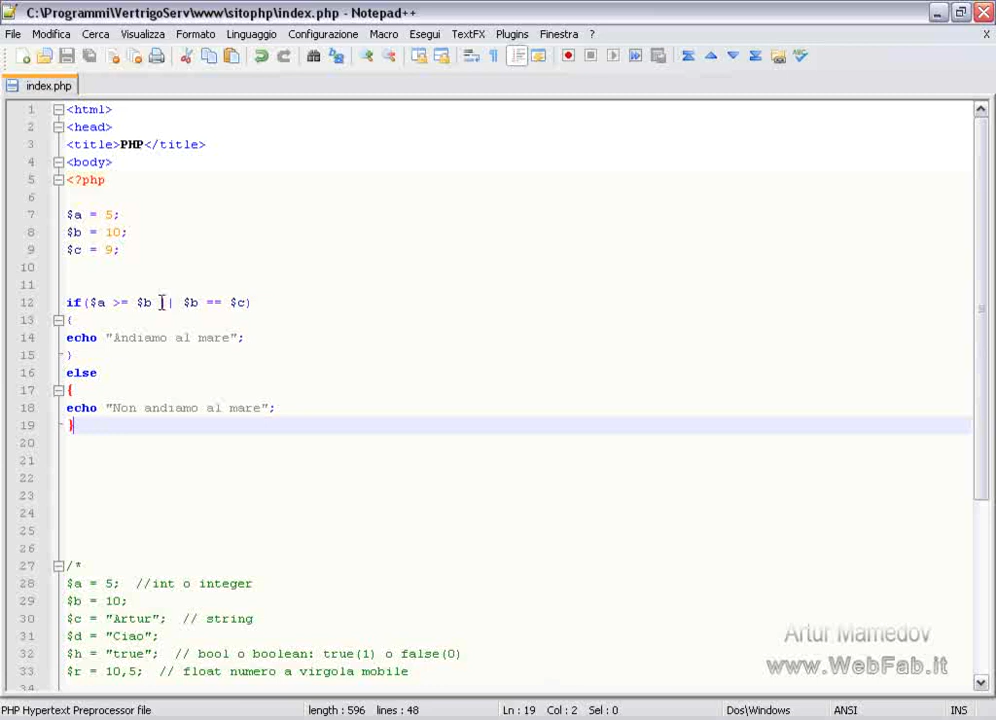 C:\Programmi\VertrigoServ\www\sitophp\index.php - Notepad++
File Modifica Cerca Visualizza Formato Linguaggio Configurazione Macro Esegui TextFX Plugins Finestra ? X
index.php
1 <html>
2 <head>
3 <title>PHP</title>
4 <body>
5 <?php
6
7 $a = 5;
8 $b = 10;
9 $c = 9;
10
11
12 if($a >= $b || $b == $c)
13 {
14 echo "Andiamo al mare";
15 }
16 else
17 {
18 echo "Non andiamo al mare";
19 }
20
21
22
23
24
25
26
27 /*
28 $a = 5; //int o integer
29 $b = 10;
30 $c = "Artur"; // string
31 $d = "Ciao";
32 $h = "true"; // bool o boolean: true(1) o false(0)
33 $r = 10,5; // float numero a virgola mobile
34
Artur Mamedov
www.WebFab.It
PHP Hypertext Preprocessor file length : 596 lines : 48 Ln : 19 Col : 2 Sel : 0 Dos\Windows ANSI INS